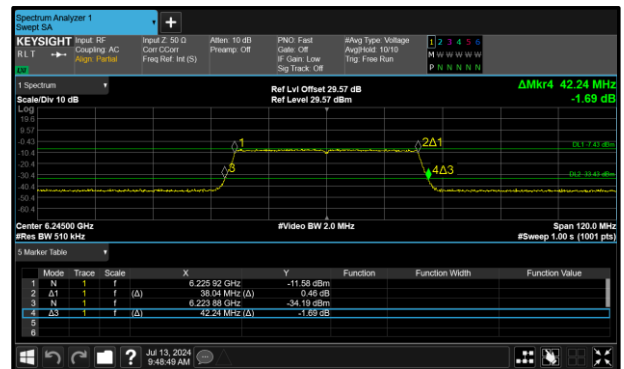 Spectrum Analyzer 1
Swept SA
+
KEYSIGHT Input: RF Input Z: 50 Ω Atten: 10 dB PNO: Fast #Avg Type: Voltage 1 2 3 4 5 6
RLT Coupling: AC Corr CCorr Preamp: Off Gate: Off Avg|Hold: 10/10 M W W W W W
Align: Partial Freq Ref: Int (S) IF Gain: Low Trig: Free Run
Sig Track: Off P N N N N N
1 Spectrum
Ref Lvl Offset 29.57 dB ΔMkr4 42.24 MHz
Scale/Div 10 dB Ref Level 29.57 dBm -1.69 dB
Log
19.6
9.57
-0.43 1 2Δ1 DL1 -7.43 dBm
-10.4
-20.4 3 4Δ3
-30.4 DL2 -33.43 dBm
-40.4
-50.4
-60.4
Center 6.24500 GHz #Video BW 2.0 MHz Span 120.0 MHz
#Res BW 510 kHz #Sweep 1.00 s (1001 pts)
5 Marker Table
Mode Trace Scale X Y Function Function Width Function Value
1 N 1 f 6.225 92 GHz -11.58 dBm
2 Δ1 1 f (Δ) 38.04 MHz (Δ) 0.46 dB
3 N 1 f 6.223 88 GHz -34.19 dBm
4 Δ3 1 f (Δ) 42.24 MHz (Δ) -1.69 dB
5
6
? Jul 13, 2024
9:48:49 AM